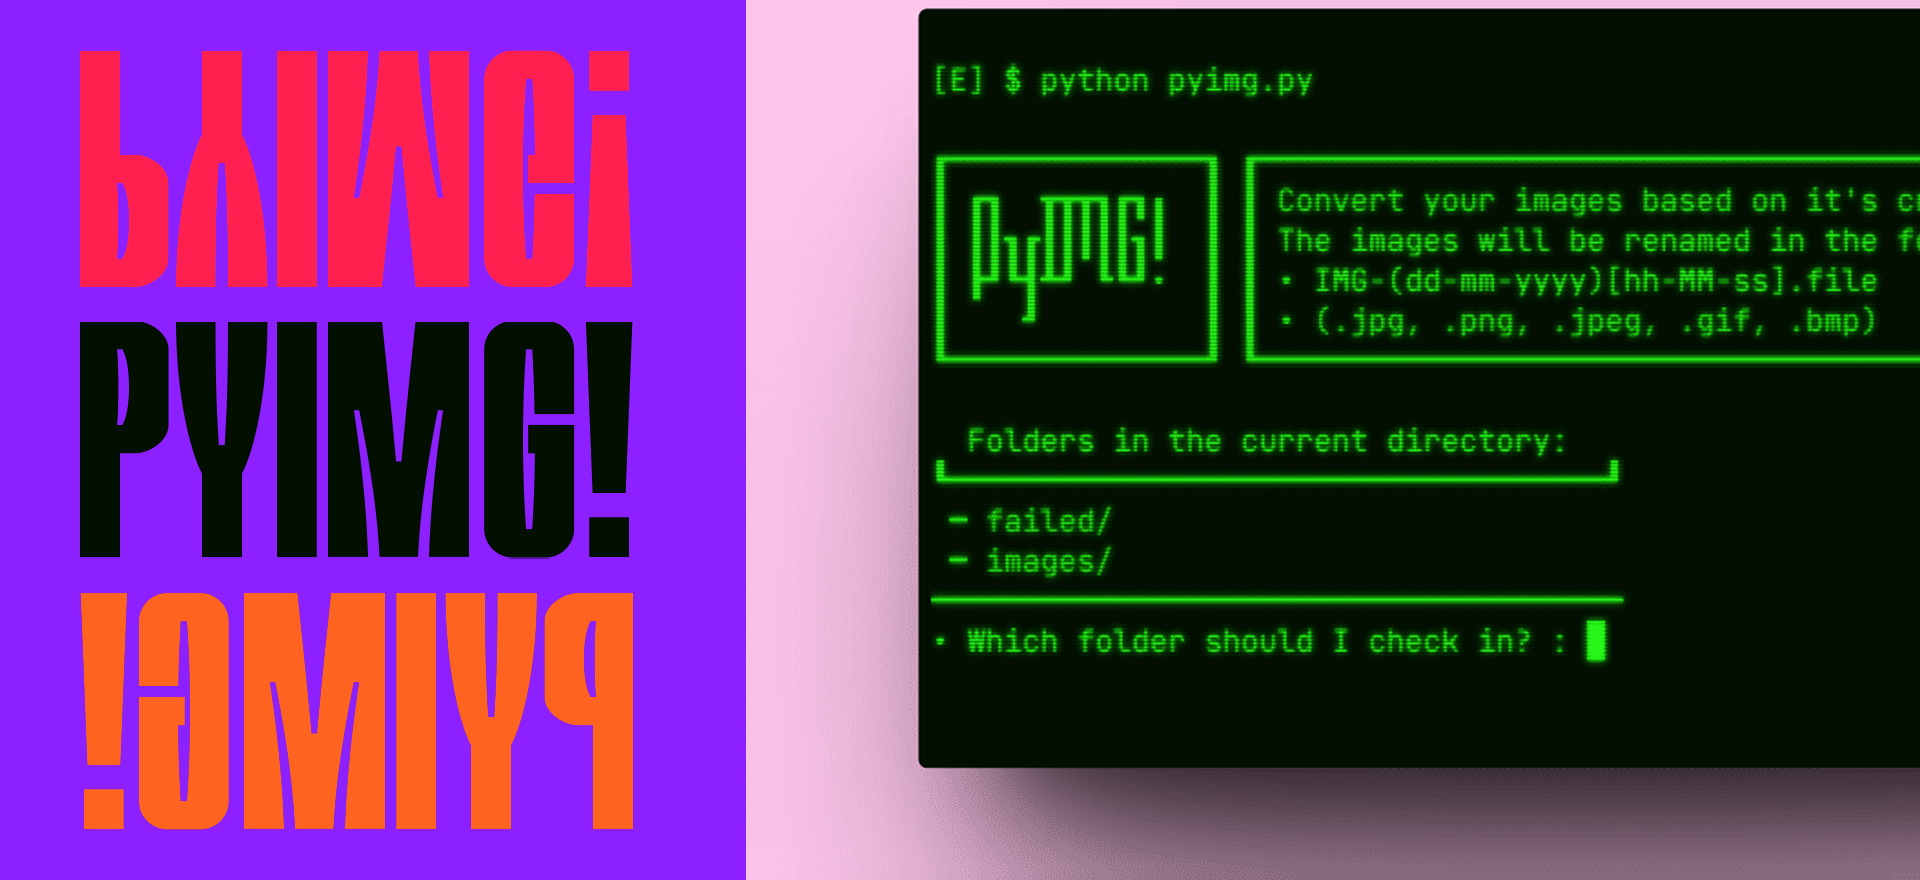 PYIMG!
PYIMG!
PYIMG!
[E] $ python pyimg.py
pyIMG!
Convert your images based on it's
The images will be renamed in the
• IMG-(dd-mm-yyyy)[hh-MM-ss].file
• (.jpg, .png, .jpeg, .gif, .bmp)
Folders in the current directory:
— failed/
— images/
• Which folder should I check in? :